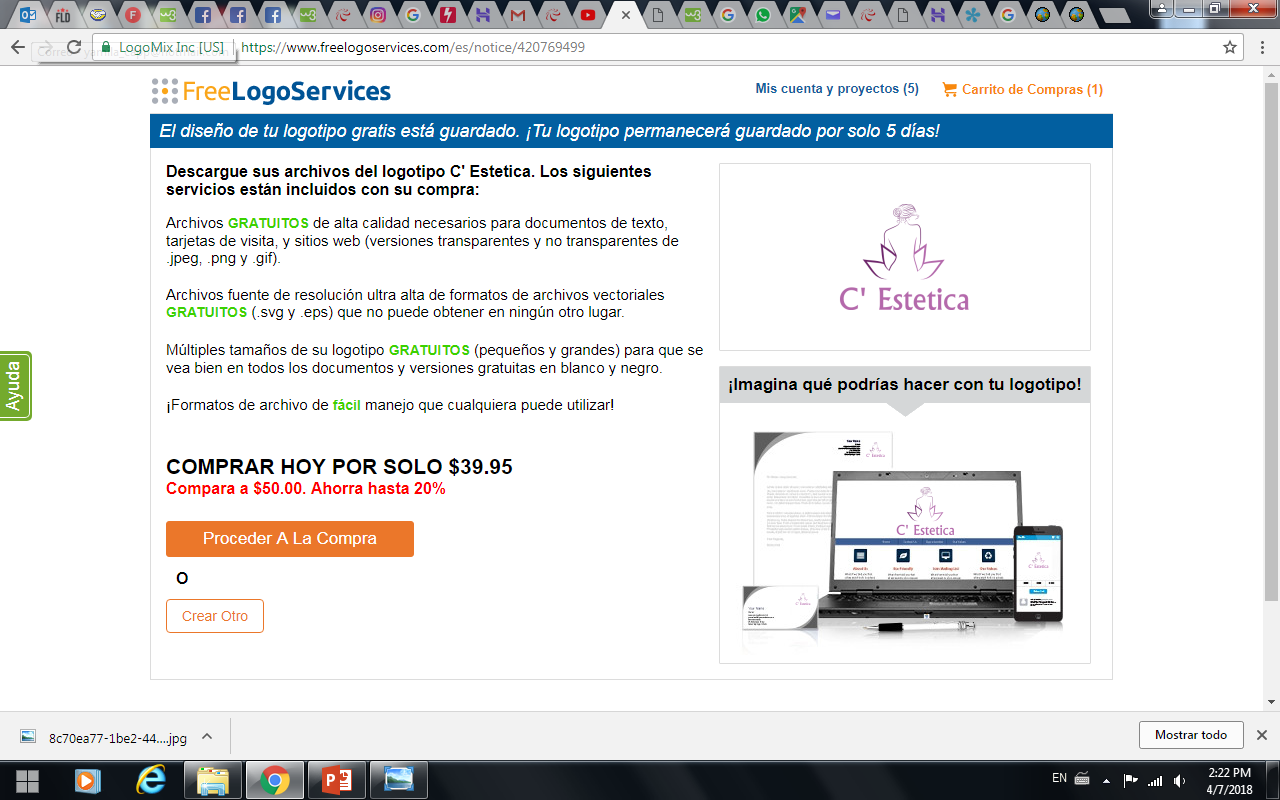 LogoMix Inc [US]
https://www.freelogoservices.com/es/notice/420769499
FreeLogoServices
Mis cuenta y proyectos (5)
Carrito de Compras (1)
El diseño de tu logotipo gratis está guardado. ¡Tu logotipo permanecerá guardado por solo 5 días!
Descargue sus archivos del logotipo C' Estetica. Los siguientes
servicios están incluidos con su compra:
Archivos GRATUITOS de alta calidad necesarios para documentos de texto,
tarjetas de visita, y sitios web (versiones transparentes y no transparentes de
.jpeg, .png y .gif).
Archivos fuente de resolución ultra alta de formatos de archivos vectoriales
GRATUITOS (.svg y .eps) que no puede obtener en ningún otro lugar.
Múltiples tamaños de su logotipo GRATUITOS (pequeños y grandes) para que se
vea bien en todos los documentos y versiones gratuitas en blanco y negro.
¡Formatos de archivo de fácil manejo que cualquiera puede utilizar!
COMPRAR HOY POR SOLO $39.95
Compara a $50.00. Ahorra hasta 20%
Proceder A La Compra
O
Crear Otro
Ayuda
C' Estetica
¡Imagina qué podrías hacer con tu logotipo!
C' Estetica
C' Estetica
C' Estetica
C' Estetica
8c70ea77-1be2-44....jpg
Mostrar todo
EN
2:22 PM
4/7/2018